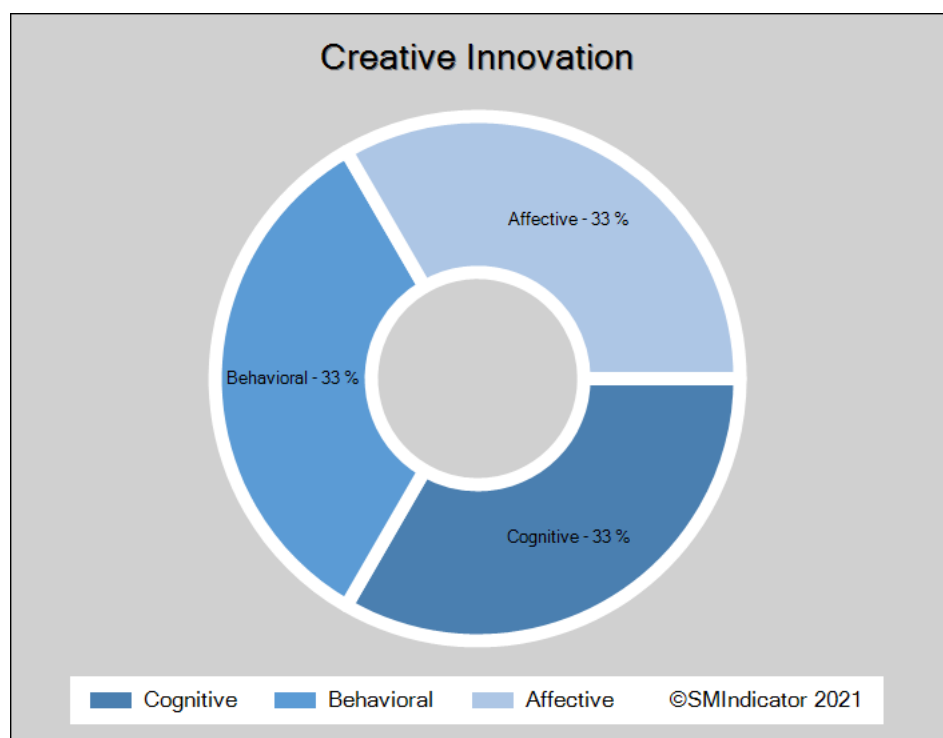 Creative Innovation
Affective - 33 %
Behavioral - 33 %
Cognitive - 33 %
Cognitive Behavioral Affective ©SMIndicator 2021